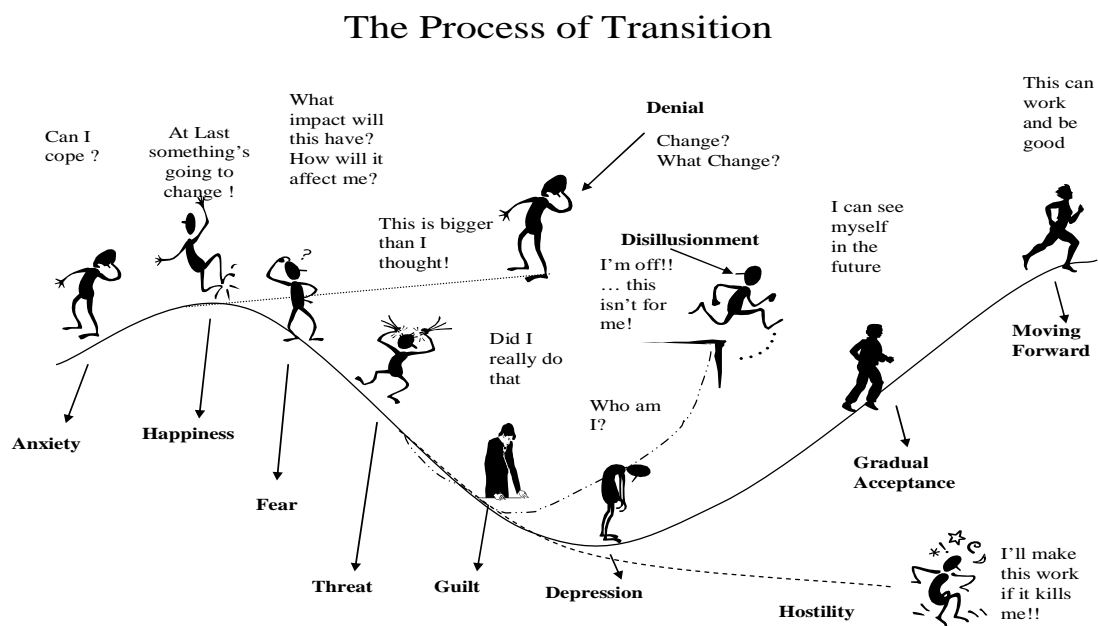 The Process of Transition
Can I
cope ?
At Last
something's
going to
change !
What
impact will
this have?
How will it
affect me?
Denial
Change?
What Change?
This can
work
and be
good
This is bigger
than I
thought!
I can see
myself
in the
future
Disillusionment
I'm off!!
… this
isn't for
me!
?
Did I
really do
that
Who am
I?
Moving
Forward
Anxiety
Happiness
Fear
Gradual
Acceptance
Threat
Guilt
Depression
Hostility
*!
I'll make
this work
if it kills
me!!